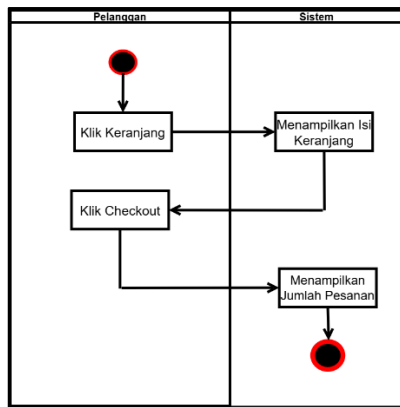 Pelanggan
Sistem
Klik Keranjang
Menampilkan Isi
Keranjang
Klik Checkout
Menampilkan
Jumlah Pesanan